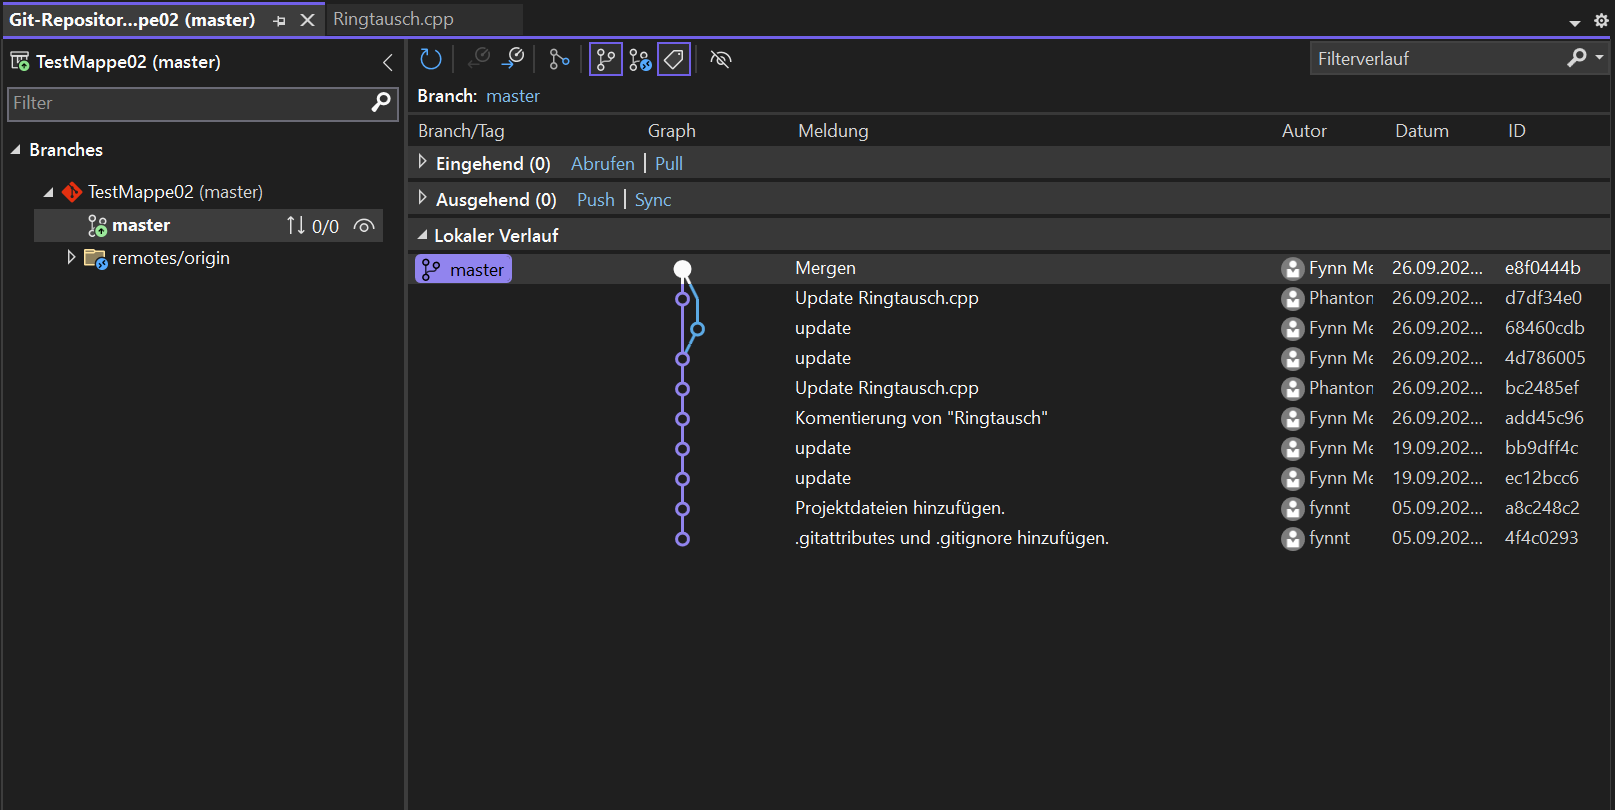 Git-Repositor...pe02 (master) Ringtausch.cpp
TestMappe02 (master)
Filterverlauf
Filter
Branch: master
Branch/Tag Graph Meldung Autor Datum ID
Branches
Eingehend (0) Abrufen | Pull
TestMappe02 (master)
Ausgehend (0) Push | Sync
master 0/0
Lokaler Verlauf
remotes/origin
master Mergen Fynn Me 26.09.202... e8f0444b
Update Ringtausch.cpp Phanton 26.09.202... d7df34e0
update Fynn Me 26.09.202... 68460cdb
update Fynn Me 26.09.202... 4d786005
Update Ringtausch.cpp Phanton 26.09.202... bc2485ef
Komentierung von "Ringtausch" Fynn Me 26.09.202... add45c96
update Fynn Me 19.09.202... bb9dff4c
update Fynn Me 19.09.202... ec12bcc6
Projektdateien hinzufügen. fynnt 05.09.202... a8c248c2
.gitattributes und .gitignore hinzufügen. fynnt 05.09.202... 4f4c0293